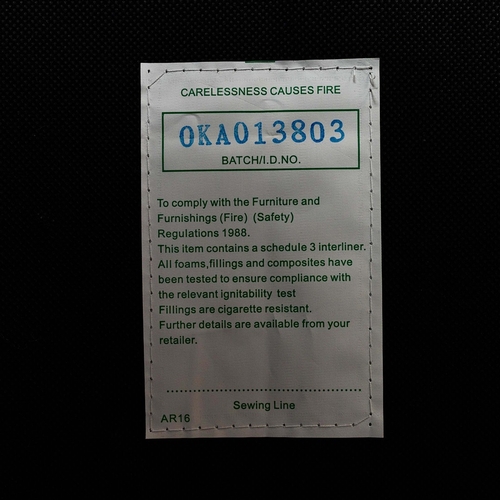 CARELESSNESS CAUSES FIRE
OKA013803
BATCH/I.D.NO.
To comply with the Furniture and
Furnishings (Fire) (Safety)
Regulations 1988.
This item contains a schedule 3 interliner.
All foams,fillings and composites have
been tested to ensure compliance with
the relevant ignitability test
Fillings are cigarette resistant.
Further details are available from your
retailer.
Sewing Line
AR16